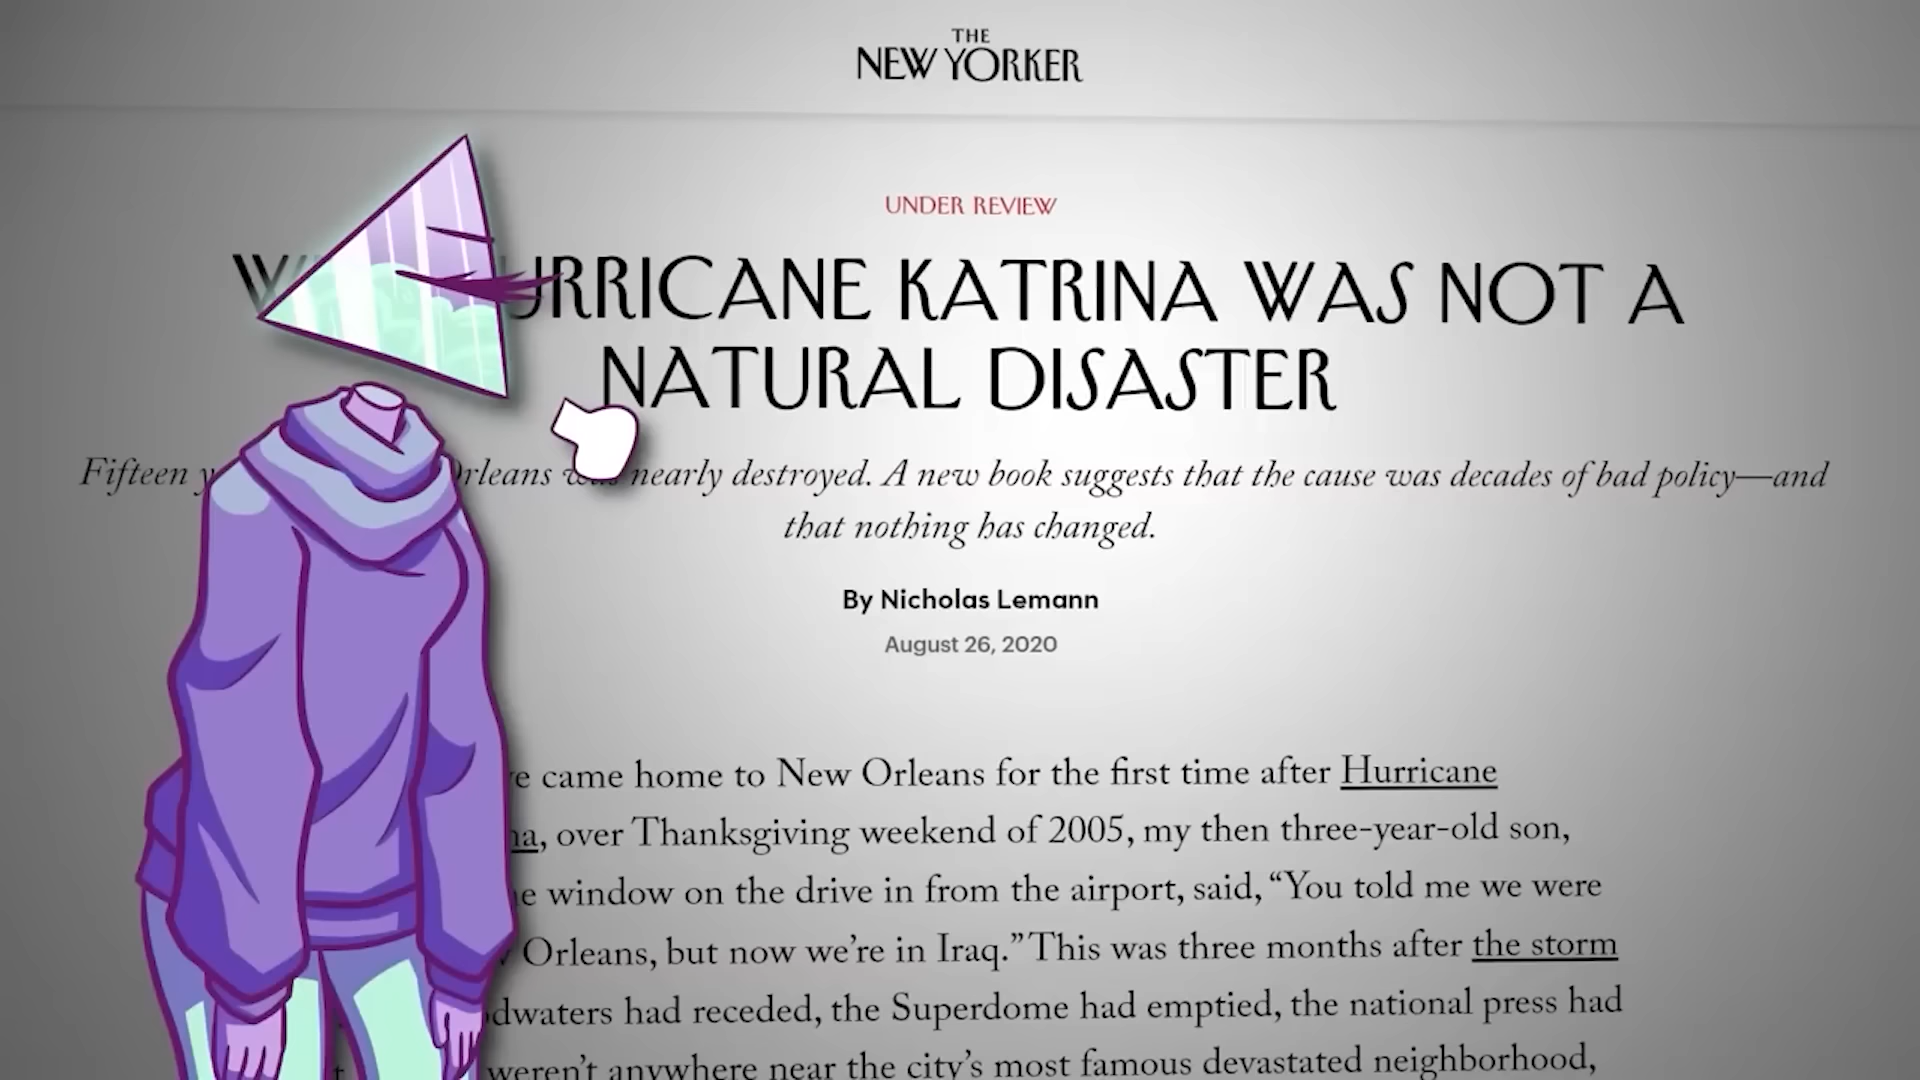 THE
NEW YORKER
UNDER REVIEW
HURRICANE KATRINA WAS NOT A
NATURAL DISASTER
Fifteen Orleans was nearly destroyed. A new book suggests that the cause was decades of bad policy—and
that nothing has changed.
By Nicholas Lemann
August 26, 2020
came home to New Orleans for the first time after Hurricane
over Thanksgiving weekend of 2005, my then three-year-old son,
window on the drive in from the airport, said, “You told me we were
Orleans, but now we’re in Iraq.” This was three months after the storm
had receded, the Superdome had emptied, the national press had
weren’t anywhere near the city’s most famous devastated neighborhood,